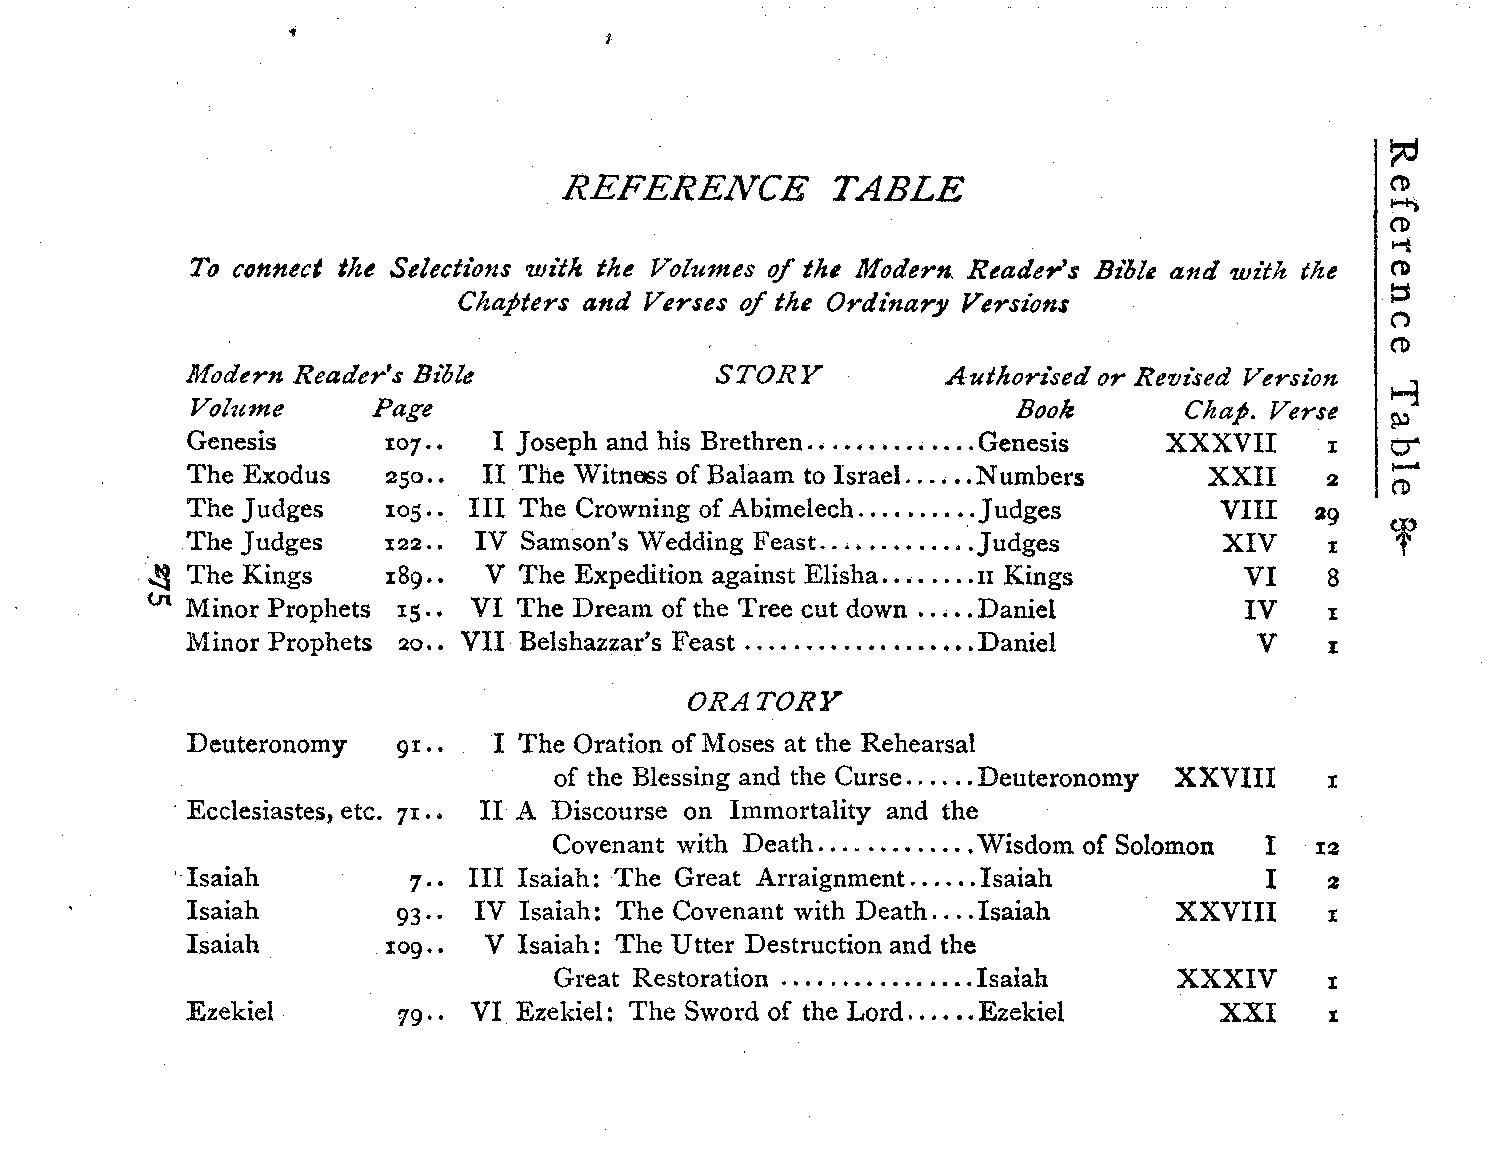 Reference Table
REFERENCE TABLE
To connect the Selections with the Volumes of the Modern Reader's Bible and with the
Chapters and Verses of the Ordinary Versions
Modern Reader's Bible STORY Authorised or Revised Version
Volume Page Book Chap. Verse
Genesis 107.. I Joseph and his Brethren..............Genesis XXXVII 1
The Exodus 250.. II The Witness of Balaam to Israel......Numbers XXII 2
The Judges 105.. III The Crowning of Abimelech..........Judges VIII 29
The Judges 122.. IV Samson's Wedding Feast.............Judges XIV 1
The Kings 189.. V The Expedition against Elisha........II Kings VI 8
Minor Prophets 15.. VI The Dream of the Tree cut down .....Daniel IV 1
Minor Prophets 20.. VII Belshazzar's Feast ...................Daniel V 1
ORATORY
Deuteronomy 91.. I The Oration of Moses at the Rehearsal
of the Blessing and the Curse......Deuteronomy XXVIII 1
Ecclesiastes, etc. 71.. II A Discourse on Immortality and the
Covenant with Death.............Wisdom of Solomon I 12
Isaiah 7.. III Isaiah: The Great Arraignment......Isaiah I 2
Isaiah 93.. IV Isaiah: The Covenant with Death....Isaiah XXVIII 1
Isaiah 109.. V Isaiah: The Utter Destruction and the
Great Restoration ................Isaiah XXXIV 1
Ezekiel 79.. VI Ezekiel: The Sword of the Lord......Ezekiel XXI 1
275